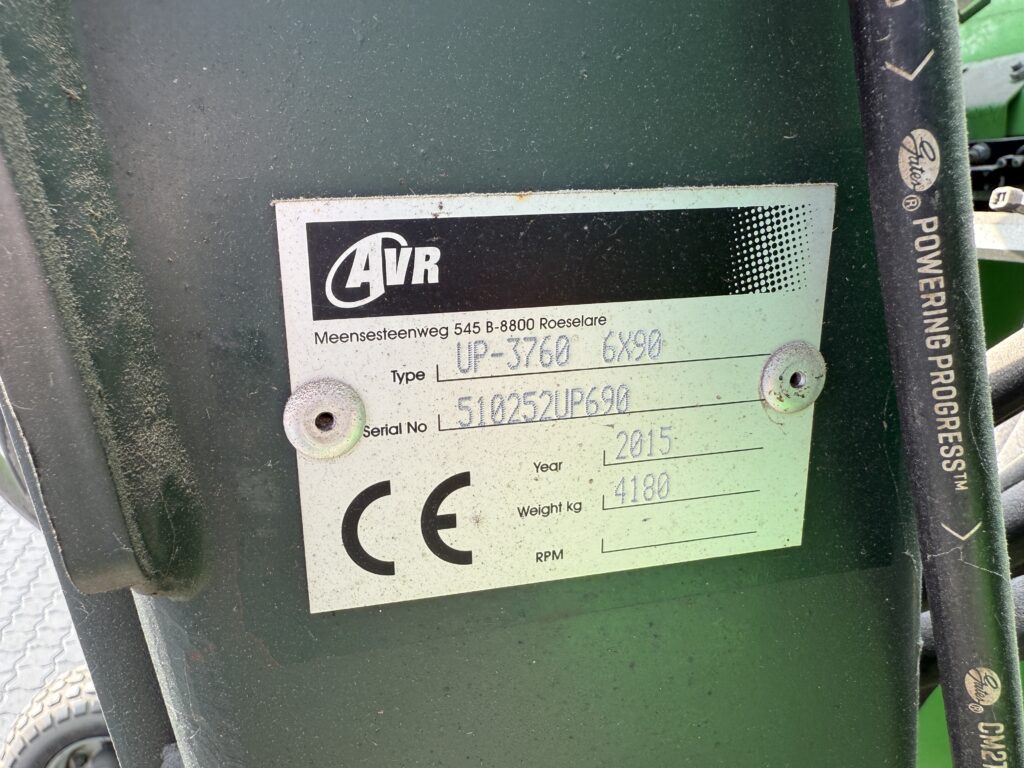 AVR
Meensesteenweg 545 B-8800 Roeselare
Type UP-3760 6X90
Serial No 510252UP690
Year 2015
Weight kg 4180
RPM
CE
Gates® POWERING PROGRESS™
Gates®